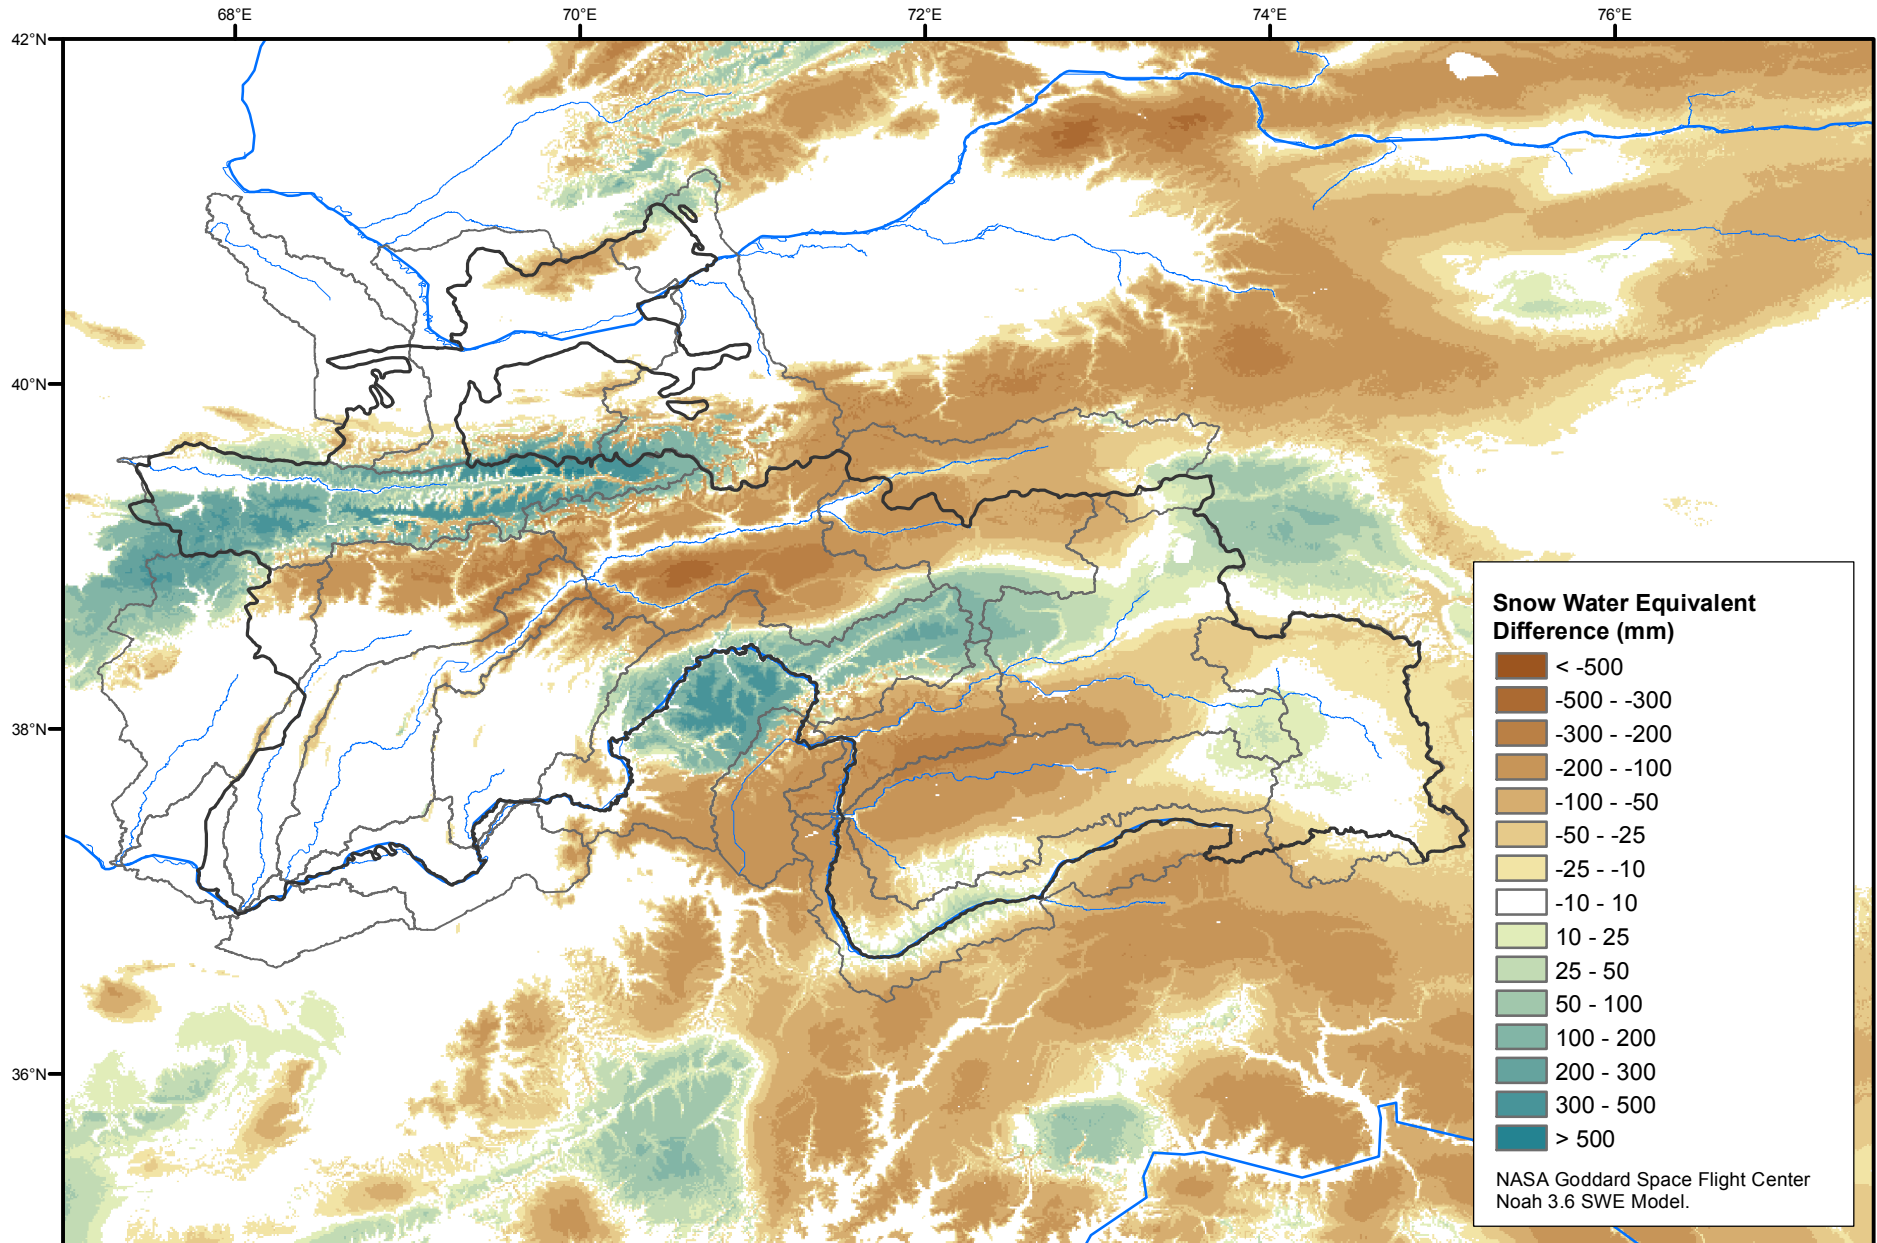 68°E
70°E
72°E
74°E
76°E
42°N
40°N
38°N
36°N
Snow Water Equivalent
Difference (mm)
< -500
-500 - -300
-300 - -200
-200 - -100
-100 - -50
-50 - -25
-25 - -10
-10 - 10
10 - 25
25 - 50
50 - 100
100 - 200
200 - 300
300 - 500
> 500
NASA Goddard Space Flight Center
Noah 3.6 SWE Model.